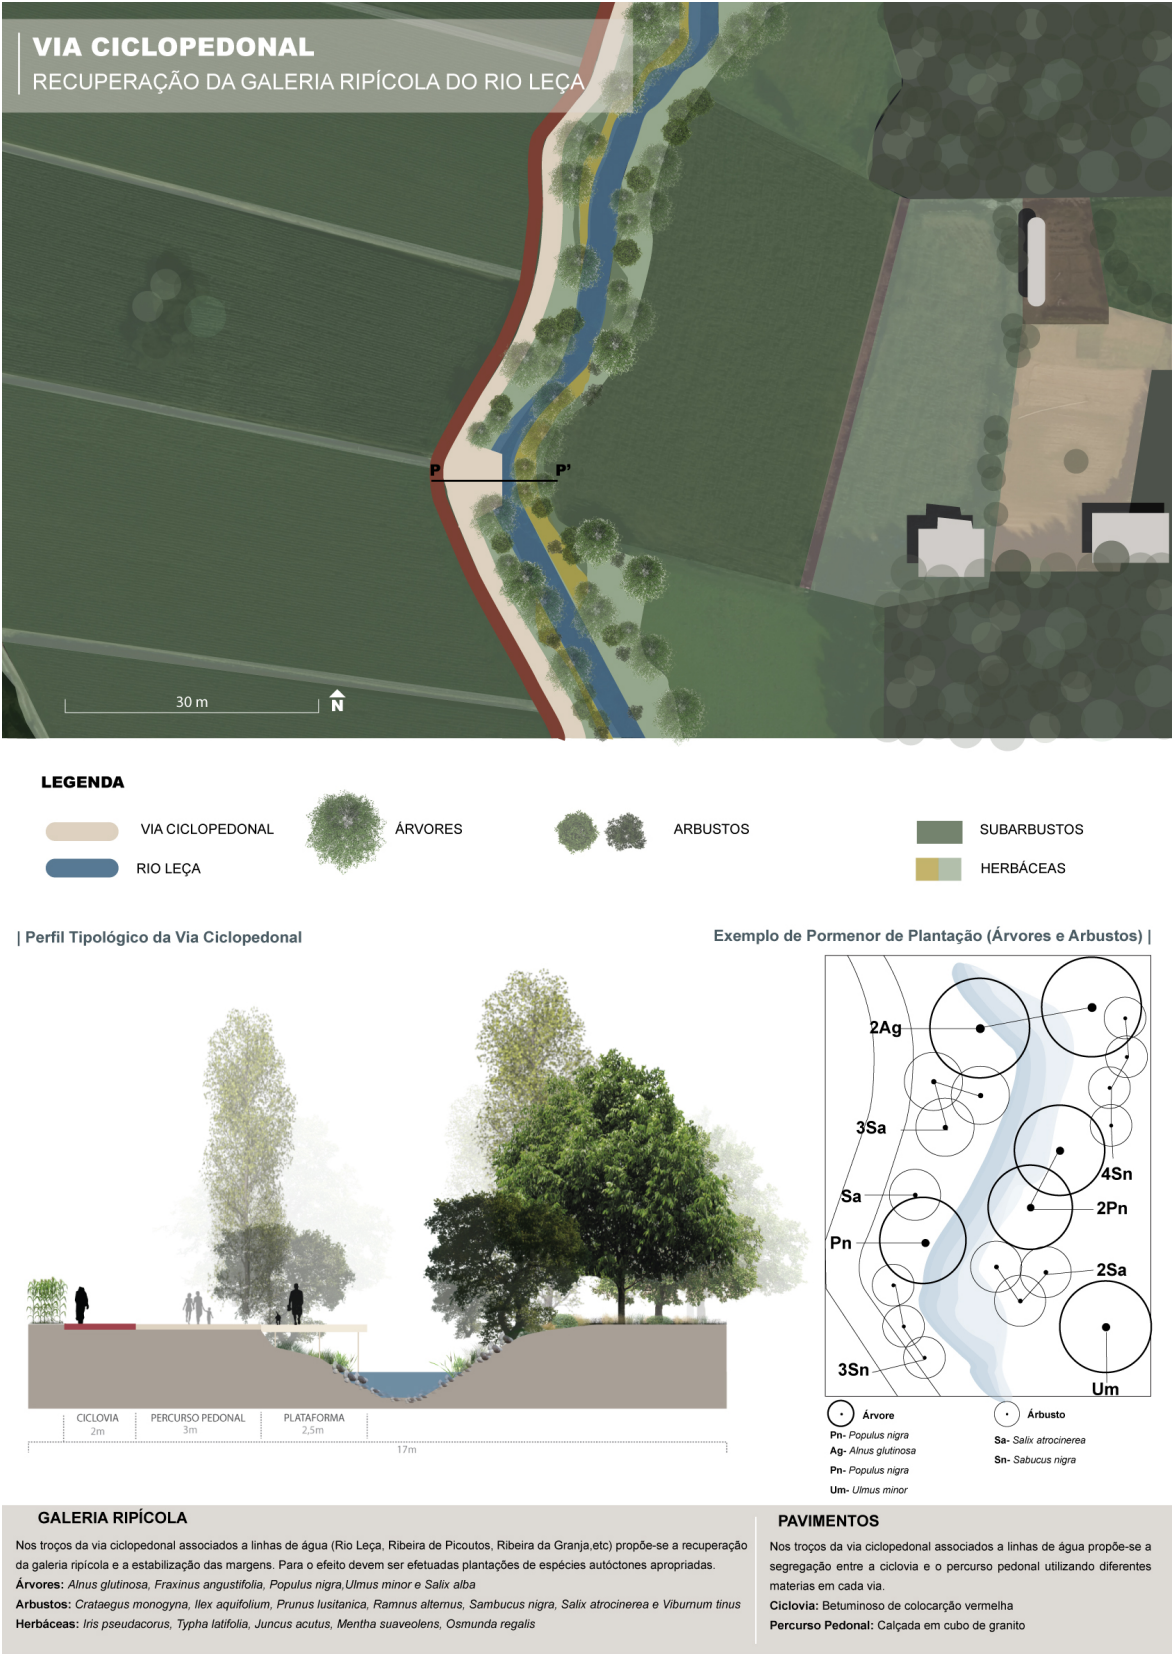 VIA CICLOPEDONAL
RECUPERAÇÃO DA GALERIA RIPÍCOLA DO RIO LEÇA
P P'
30 m
N
LEGENDA
VIA CICLOPEDONAL
RIO LEÇA
ÁRVORES
ARBUSTOS
SUBARBUSTOS
HERBÁCEAS
| Perfil Tipológico da Via Ciclopedonal
CICLOVIA
2m
PERCURSO PEDONAL
3m
PLATAFORMA
2,5m
17m
Exemplo de Pormenor de Plantação (Árvores e Arbustos) |
2Ag
3Sa
4Sn
Sa
2Pn
Pn
2Sa
3Sn
Um
Árvore
Pn- Populus nigra
Ag- Alnus glutinosa
Pn- Populus nigra
Um- Ulmus minor
Árbusto
Sa- Salix atrocinerea
Sn- Sabucus nigra
GALERIA RIPÍCOLA
Nos troços da via ciclopedonal associados a linhas de água (Rio Leça, Ribeira de Picoutos, Ribeira da Granja,etc) propõe-se a recuperação
da galeria ripícola e a estabilização das margens. Para o efeito devem ser efetuadas plantações de espécies autóctones apropriadas.
Árvores: Alnus glutinosa, Fraxinus angustifolia, Populus nigra,Ulmus minor e Salix alba
Arbustos: Crataegus monogyna, Ilex aquifolium, Prunus lusitanica, Ramnus alternus, Sambucus nigra, Salix atrocinerea e Viburnum tinus
Herbáceas: Iris pseudacorus, Typha latifolia, Juncus acutus, Mentha suaveolens, Osmunda regalis
PAVIMENTOS
Nos troços da via ciclopedonal associados a linhas de água propõe-se a
segregação entre a ciclovia e o percurso pedonal utilizando diferentes
materias em cada via.
Ciclovia: Betuminoso de colocarção vermelha
Percurso Pedonal: Calçada em cubo de granito